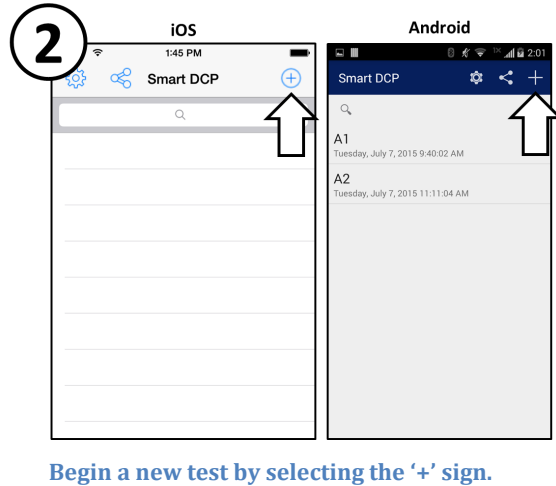 2
iOS
Android
1:45 PM
1X 2:01
Smart DCP
Smart DCP
A1
Tuesday, July 7, 2015 9:40:02 AM
A2
Tuesday, July 7, 2015 11:11:04 AM
Begin a new test by selecting the ‘+’ sign.